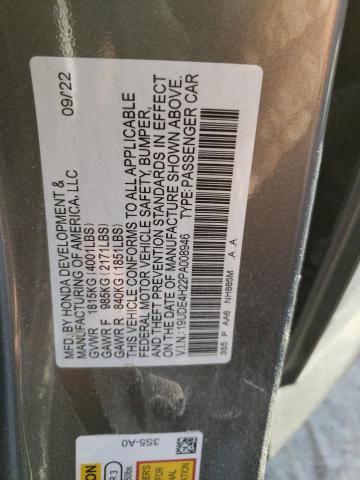 MFD. BY HONDA DEVELOPMENT & 09/22
MANUFACTURING OF AMERICA, LLC
GVWR 1815KG (4001LBS)
GAWR F 985KG (2171LBS)
GAWR R 840KG (1851LBS)
THIS VEHICLE CONFORMS TO ALL APPLICABLE
FEDERAL MOTOR VEHICLE SAFETY, BUMPER,
AND THEFT PREVENTION STANDARDS IN EFFECT
ON THE DATE OF MANUFACTURE SHOWN ABOVE.
V.I.N.: 19UDE4H22PA008946 TYPE: PASSENGER CAR
3S5 P AA6 NH885M A A
3S5-A0